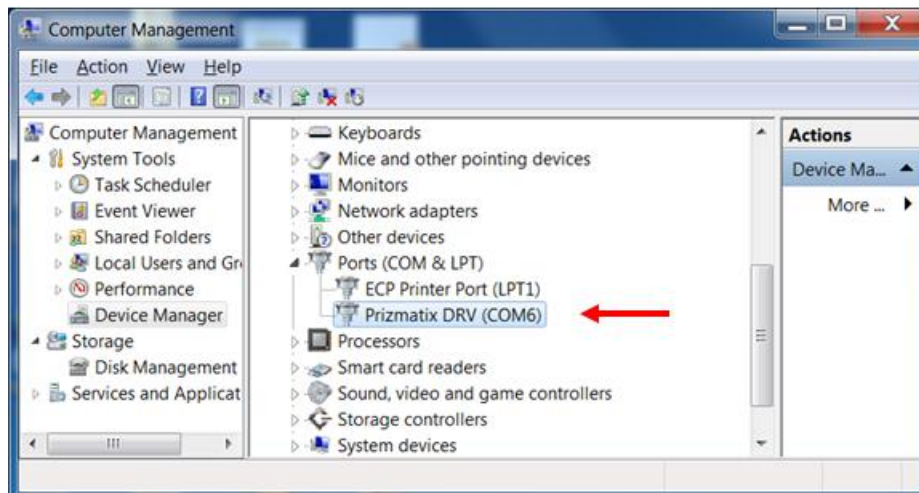 Computer Management
File Action View Help
Computer Management
System Tools
Task Scheduler
Event Viewer
Shared Folders
Local Users and Gr
Performance
Device Manager
Storage
Disk Management
Services and Applicat
Keyboards
Mice and other pointing devices
Monitors
Network adapters
Other devices
Ports (COM & LPT)
ECP Printer Port (LPT1)
Prizmatix DRV (COM6)
Processors
Smart card readers
Sound, video and game controllers
Storage controllers
System devices
Actions
Device Ma...
More ...